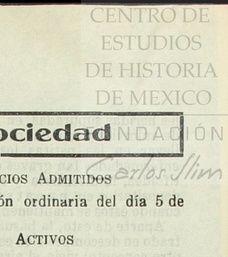 CENTRO DE
ESTUDIOS
DE HISTORIA
DE MEXICO
ociedad
FUNDACIÓN
Carlos Slim
CIOS ADMITIDOS
ón ordinaria del día 5 de
ACTIVOS